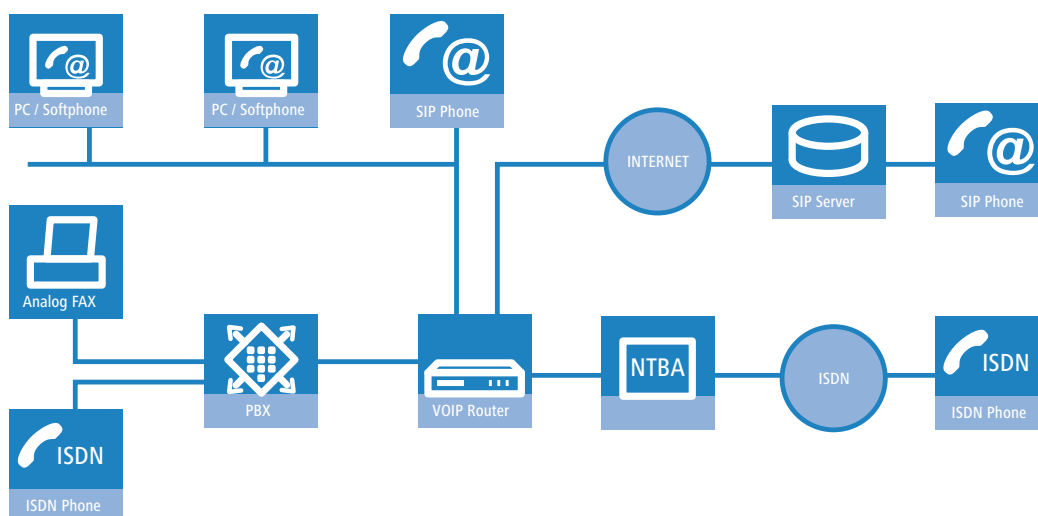 @
PC / Softphone
@
PC / Softphone
@
SIP Phone
INTERNET
SIP Server
@
SIP Phone
Analog FAX
PBX
VOIP Router
NTBA
ISDN
ISDN
ISDN Phone
ISDN
ISDN Phone